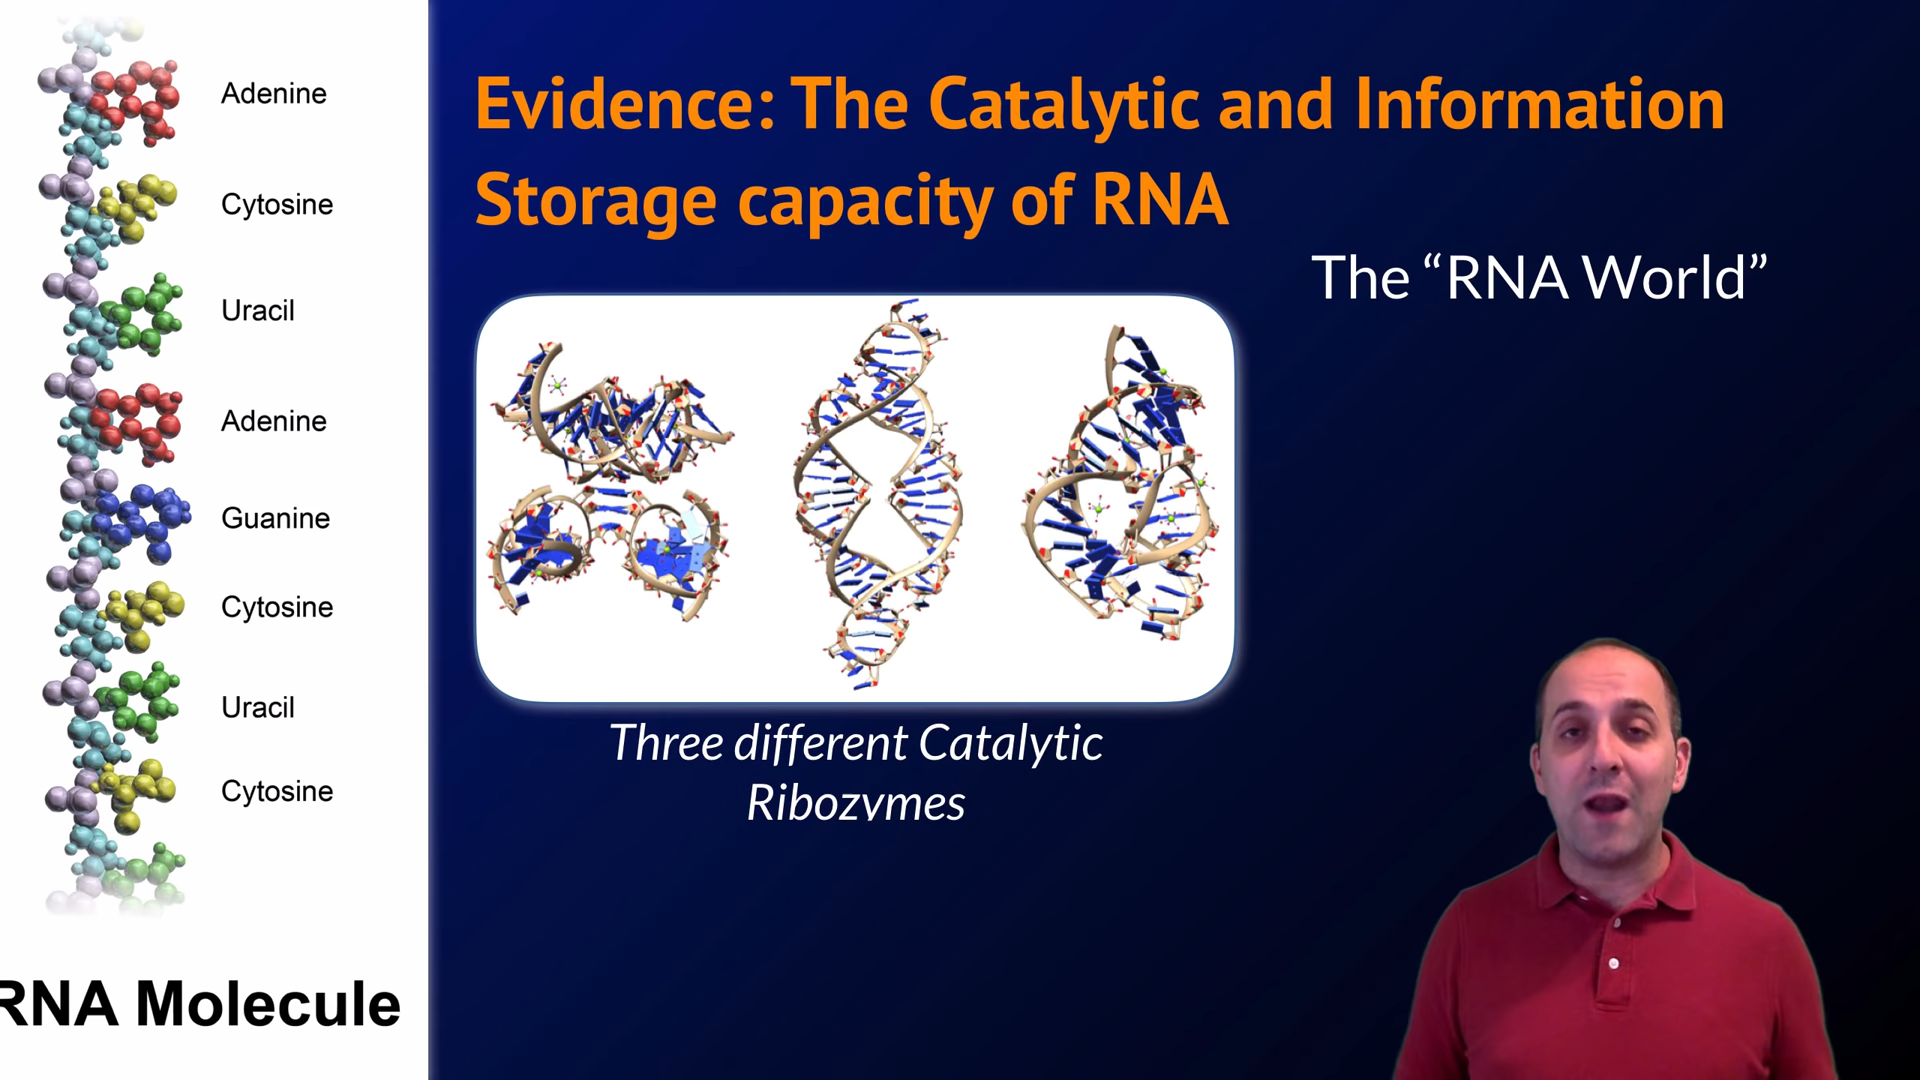 Adenine
Cytosine
Uracil
Adenine
Guanine
Cytosine
Uracil
Cytosine
RNA Molecule
Evidence: The Catalytic and Information
Storage capacity of RNA
The “RNA World”
Three different Catalytic
Ribozymes